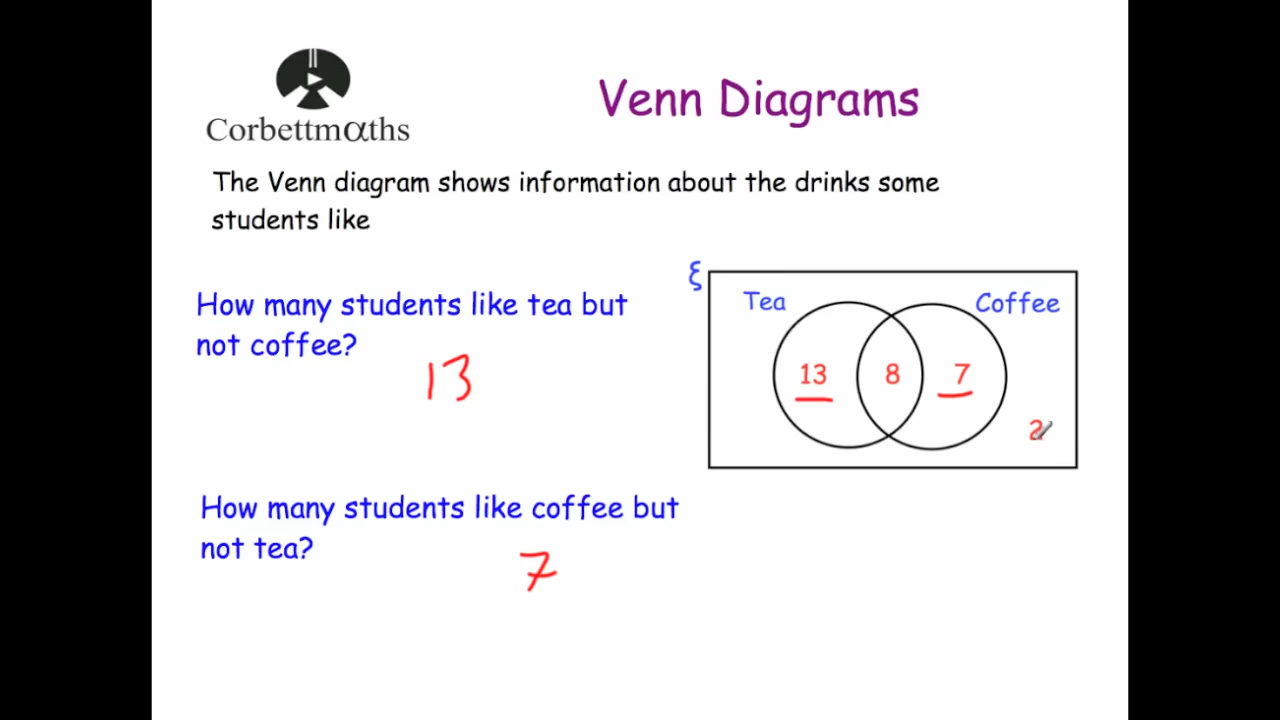 Corbettmαths
Venn Diagrams
The Venn diagram shows information about the drinks some
students like
How many students like tea but
not coffee?
13
ξ
Tea
Coffee
13
8
7
2
How many students like coffee but
not tea?
7